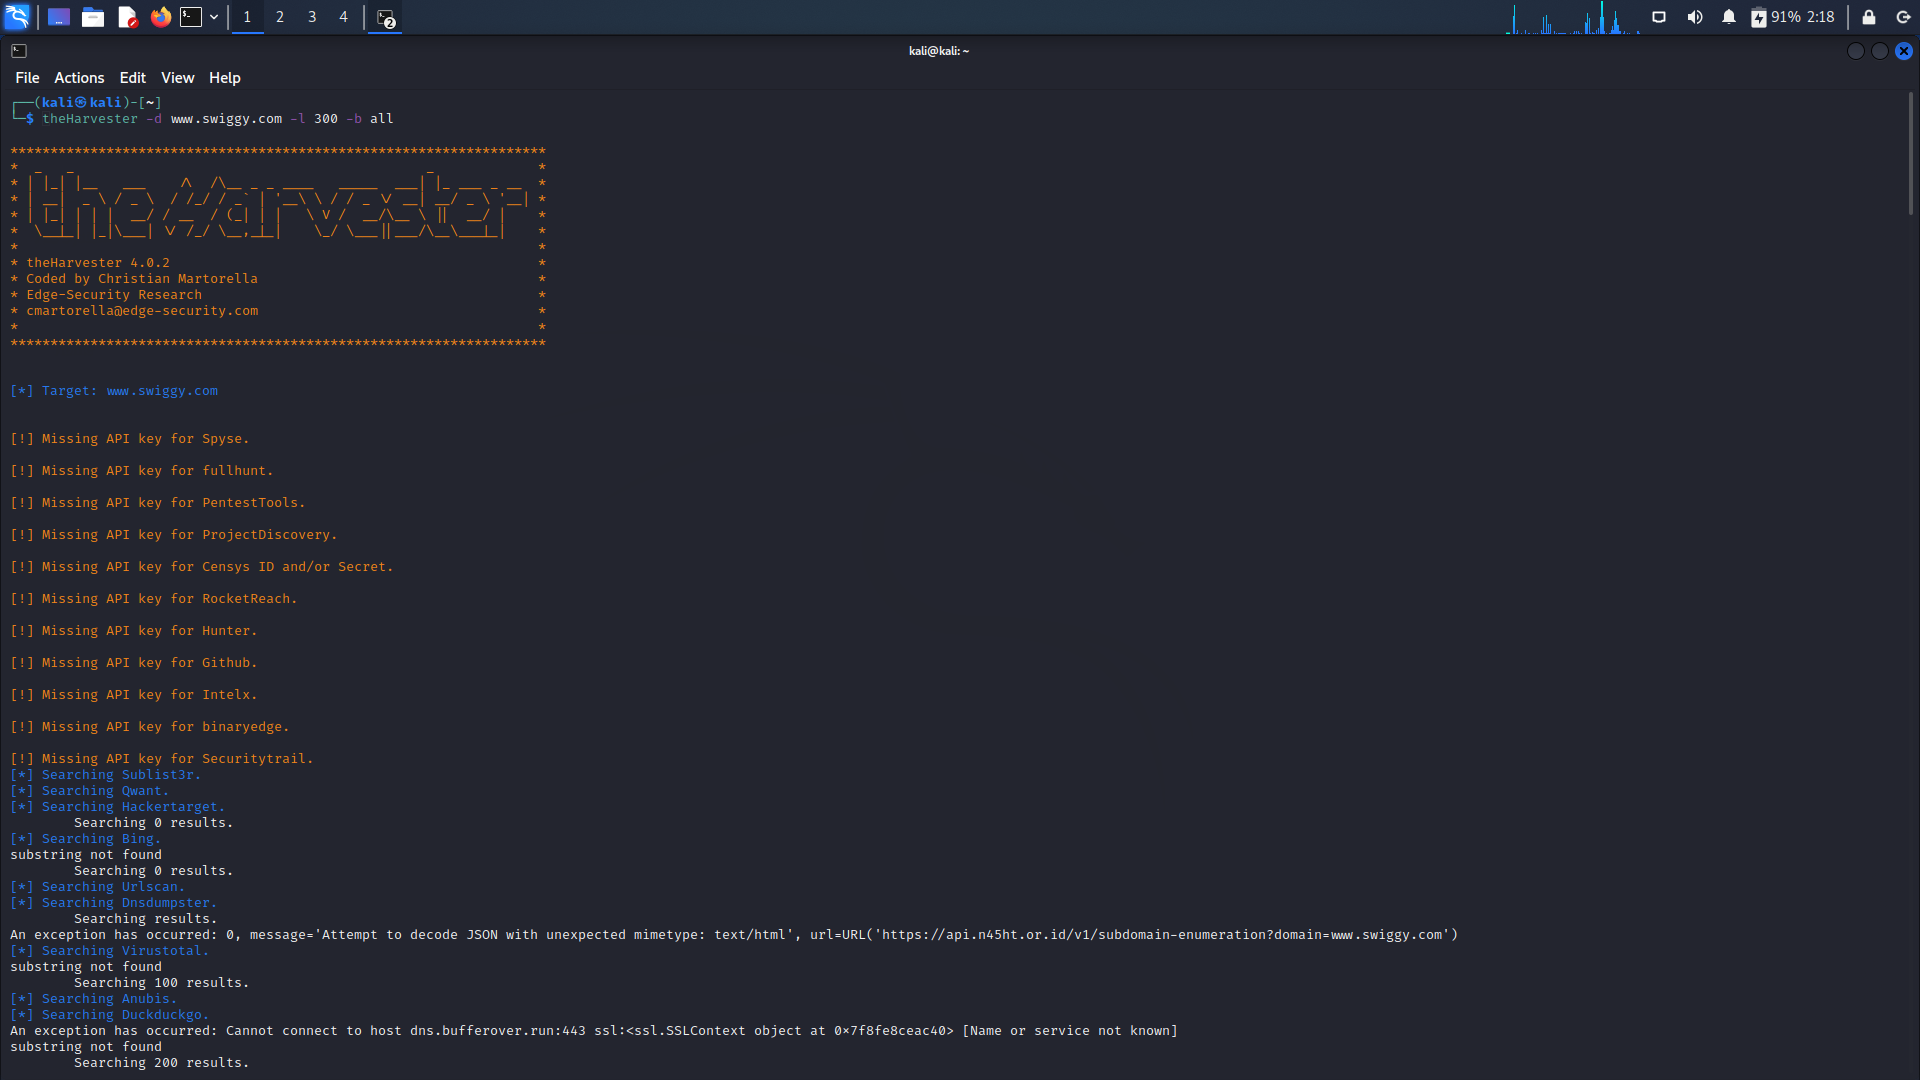 1 2 3 4 2 91% 2:18
kali@kali: ~
File Actions Edit View Help
┌──(kali㉿kali)-[~]
└─$ theHarvester -d www.swiggy.com -l 300 -b all
*******************************************************************
* theHarvester 4.0.2 *
* Coded by Christian Martorella *
* Edge-Security Research *
* cmartorella@edge-security.com *
* *
*******************************************************************
[*] Target: www.swiggy.com
[!] Missing API key for Spyse.
[!] Missing API key for fullhunt.
[!] Missing API key for PentestTools.
[!] Missing API key for ProjectDiscovery.
[!] Missing API key for Censys ID and/or Secret.
[!] Missing API key for RocketReach.
[!] Missing API key for Hunter.
[!] Missing API key for Github.
[!] Missing API key for Intelx.
[!] Missing API key for binaryedge.
[!] Missing API key for Securitytrail.
[*] Searching Sublist3r.
[*] Searching Qwant.
[*] Searching Hackertarget.
Searching 0 results.
[*] Searching Bing.
substring not found
Searching 0 results.
[*] Searching Urlscan.
[*] Searching Dnsdumpster.
Searching results.
An exception has occurred: 0, message='Attempt to decode JSON with unexpected mimetype: text/html', url=URL('https://api.n45ht.or.id/v1/subdomain-enumeration?domain=www.swiggy.com')
[*] Searching Virustotal.
substring not found
Searching 100 results.
[*] Searching Anubis.
[*] Searching Duckduckgo.
An exception has occurred: Cannot connect to host dns.bufferover.run:443 ssl:<ssl.SSLContext object at 0×7f8fe8ceac40> [Name or service not known]
substring not found
Searching 200 results.